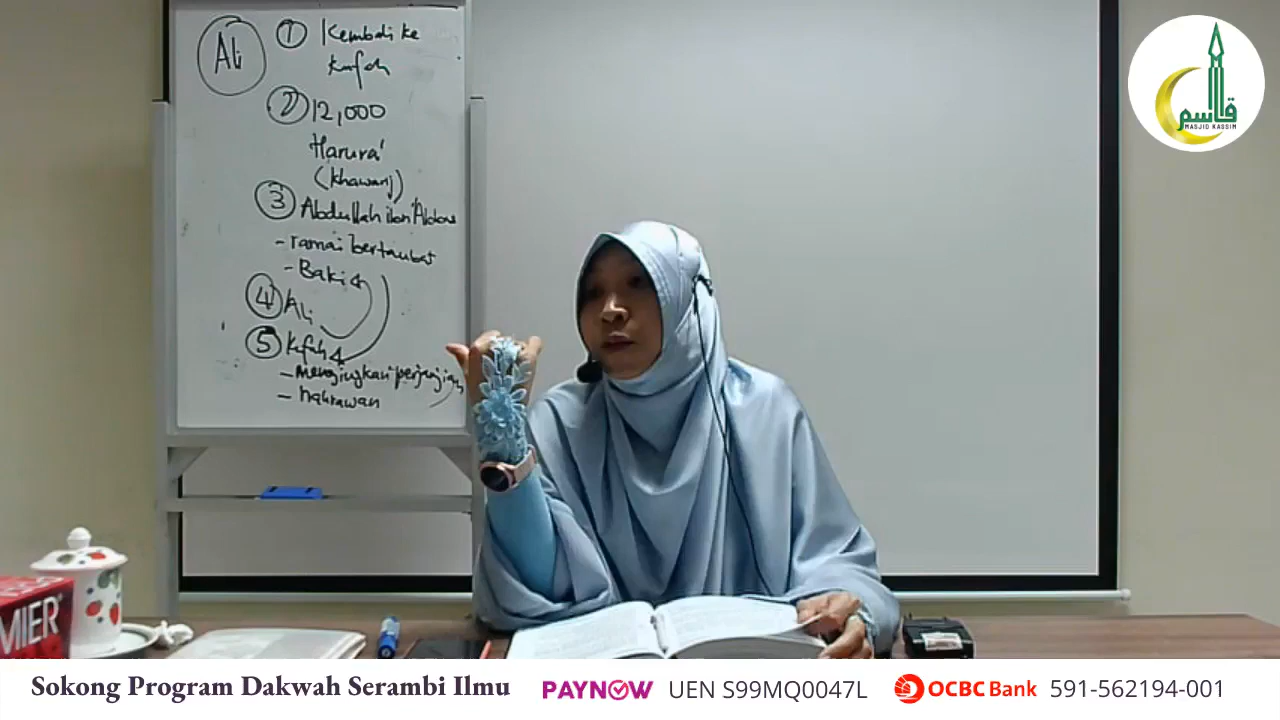 Ali
① Kembali ke
Kufah
② 12,000
Harura'
(Khawarij)
③ Abdullah ibn 'Abbas
- ramai bertaubat
- Baki
④ Ali
⑤ Kufah
- mengingkari perjanjian
- Nahrawan
قاسم
MASJID KASSIM
MIER
Sokong Program Dakwah Serambi Ilmu
PAYNOW UEN S99MQ0047L
OCBC Bank 591-562194-001